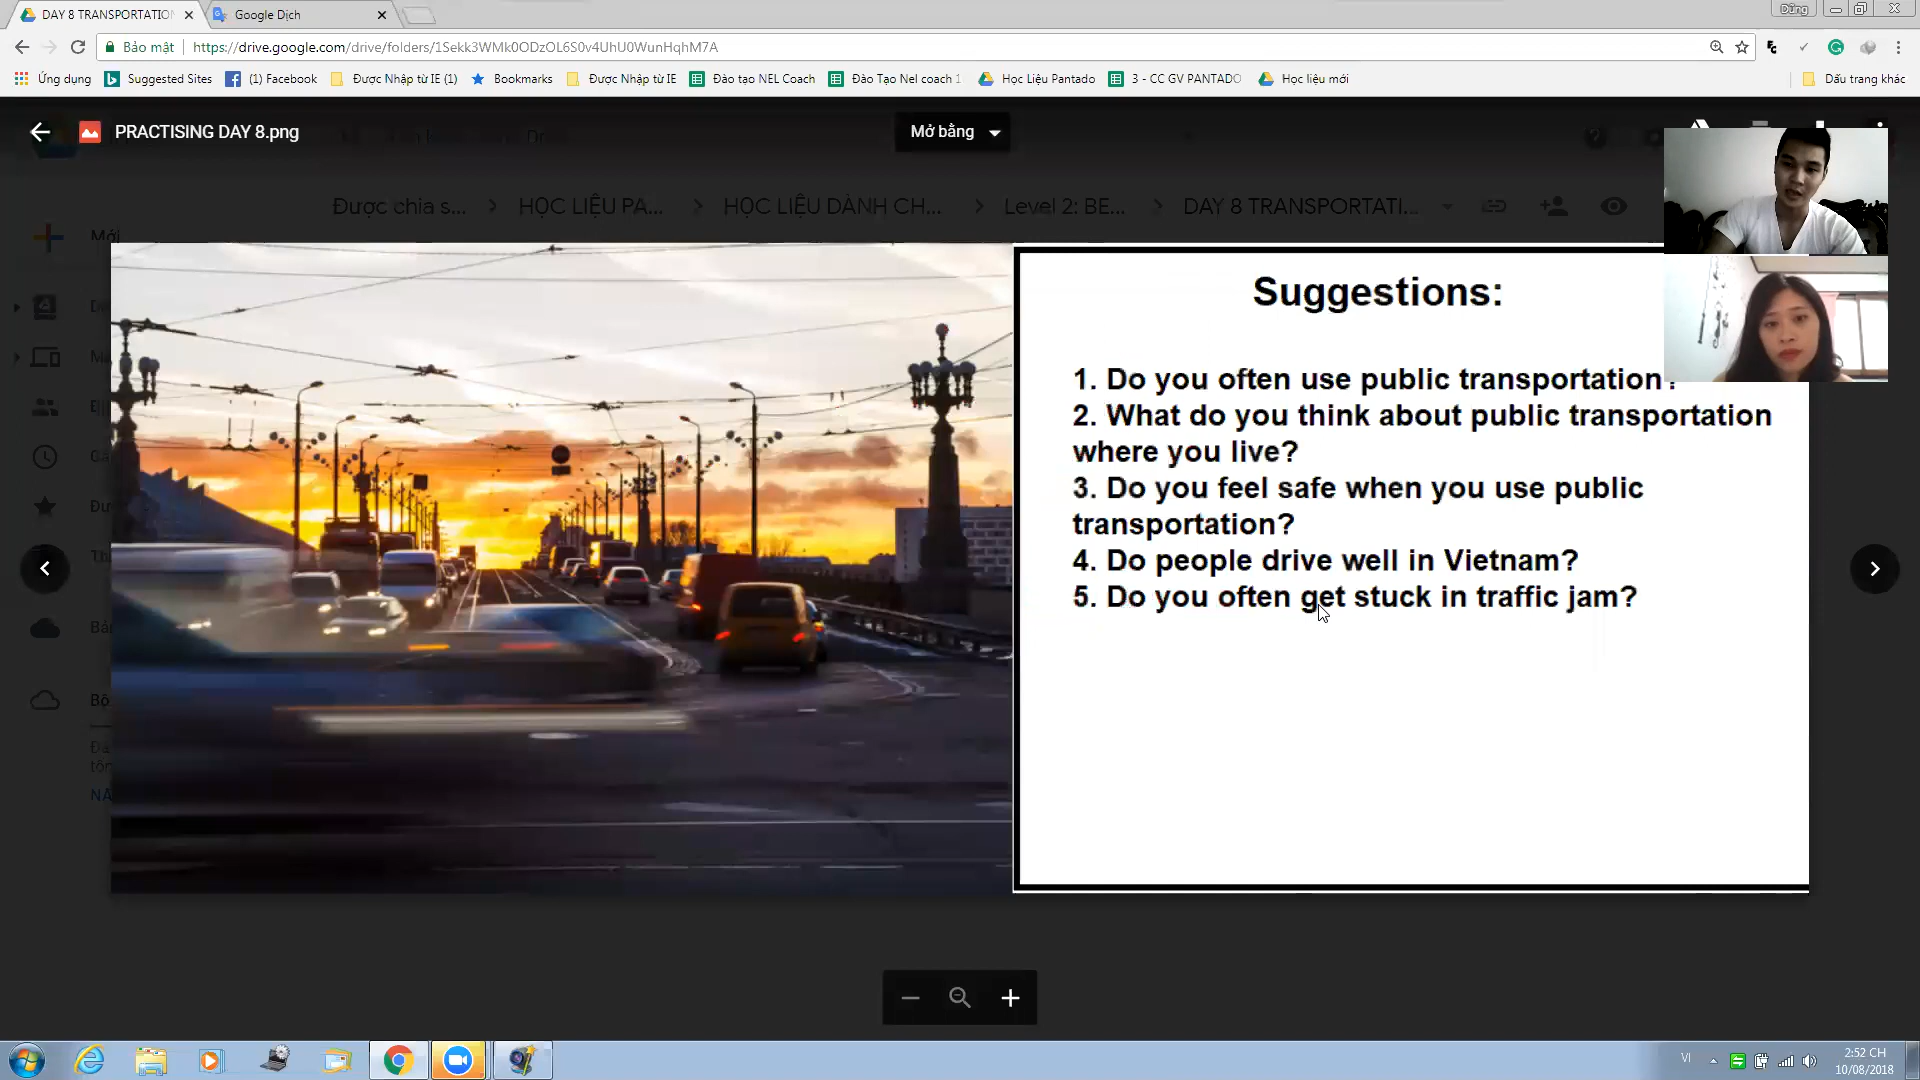 DAY 8 TRANSPORTATION
Google Dịch
Dũng
Bảo mật
https://drive.google.com/drive/folders/1Sekk3WMk0ODzOL6S0v4UhU0WunHqhM7A
Ứng dụng
Suggested Sites
(1) Facebook
Được Nhập từ IE (1)
Bookmarks
Được Nhập từ IE
Đào tạo NEL Coach
Đào Tạo Nel coach 1
Học Liệu Pantado
3 - CC GV PANTADO
Học liệu mới
Dấu trang khác
PRACTISING DAY 8.png
Mở bằng
Được chia s...
HỌC LIỆU PA...
HỌC LIỆU DÀNH CH...
Level 2: BE...
DAY 8 TRANSPORTATI...
Mới
Suggestions:
1. Do you often use public transportation?
2. What do you think about public transportation
where you live?
3. Do you feel safe when you use public
transportation?
4. Do people drive well in Vietnam?
5. Do you often get stuck in traffic jam?
VI
2:52 CH
10/08/2018